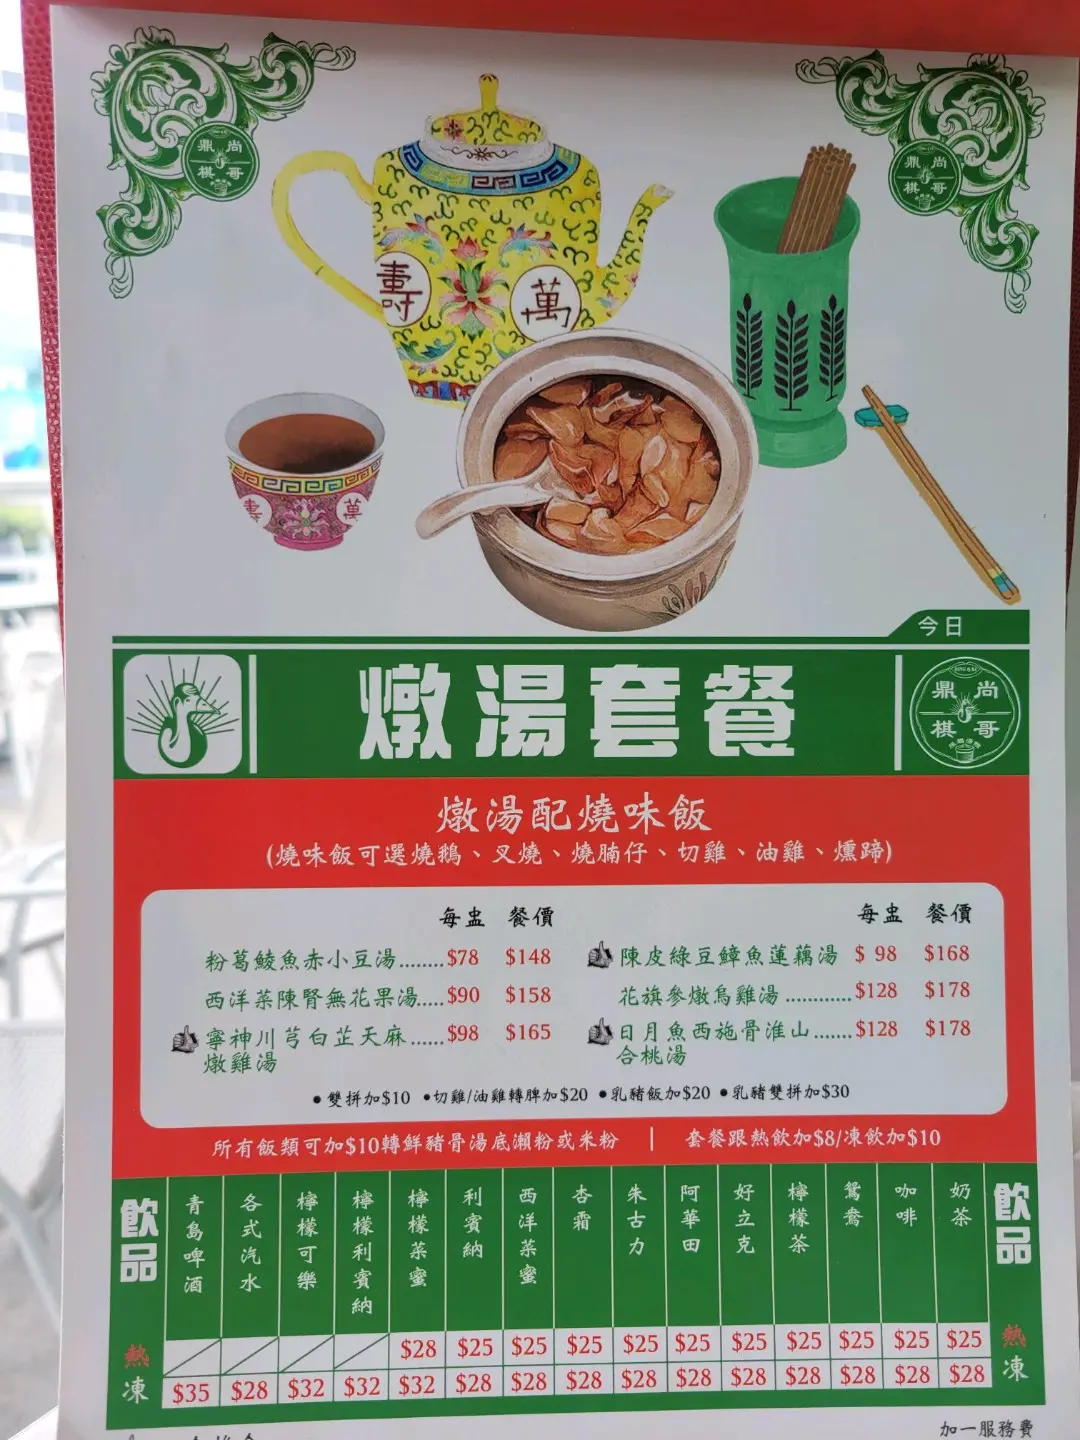 鼎尚
棋哥
鼎尚
棋哥
壽 萬
壽 萬
今日
燉湯套餐
鼎尚
棋哥
燉湯配燒味飯
(燒味飯可選燒鵝、叉燒、燒腩仔、切雞、油雞、燻蹄)
每盅 餐價
粉葛鯪魚赤小豆湯........$78 $148
西洋菜陳腎無花果湯.....$90 $158
寧神川芎白芷天麻......$98 $165
燉雞湯
每盅 餐價
陳皮綠豆鱆魚蓮藕湯 $ 98 $168
花旗參燉烏雞湯 ............$128 $178
日月魚西施骨淮山.......$128 $178
合桃湯
•雙拼加$10 •切雞/油雞轉髀加$20 •乳豬飯加$20 •乳豬雙拼加$30
所有飯類可加$10轉鮮豬骨湯底瀨粉或米粉 | 套餐跟熱飲加$8/凍飲加$10
飲品 青島啤酒 各式汽水 檸檬可樂 檸檬利賓納 檸檬菜蜜 利賓納 西洋菜蜜 杏霜 朱古力 阿華田 好立克 檸檬茶 鴛鴦 咖啡 奶茶 飲品
熱 $28 $25 $25 $25 $25 $25 $25 $25 $25 $25 $25 熱
凍 $35 $28 $32 $32 $32 $28 $28 $28 $28 $28 $28 $28 $28 $28 $28 凍
加一服務費